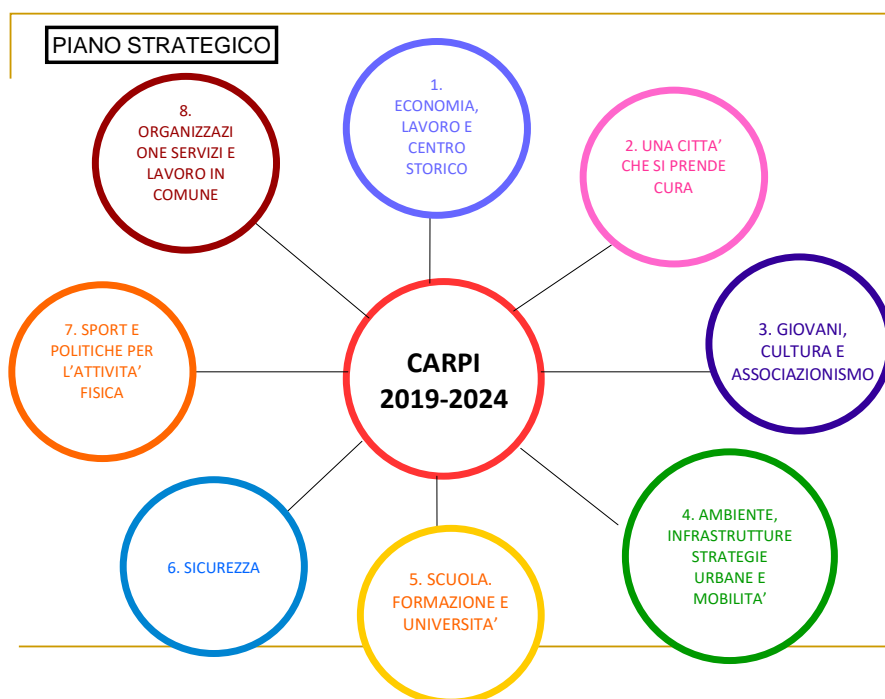 PIANO STRATEGICO
1.
ECONOMIA,
LAVORO E
CENTRO
STORICO
2. UNA CITTA’
CHE SI PRENDE
CURA
3. GIOVANI,
CULTURA E
ASSOCIAZIONISMO
4. AMBIENTE,
INFRASTRUTTURE
STRATEGIE
URBANE E
MOBILITA’
5. SCUOLA.
FORMAZIONE E
UNIVERSITA’
6. SICUREZZA
7. SPORT E
POLITICHE PER
L’ATTIVITA’
FISICA
8.
ORGANIZZAZI
ONE SERVIZI E
LAVORO IN
COMUNE
CARPI
2019-2024